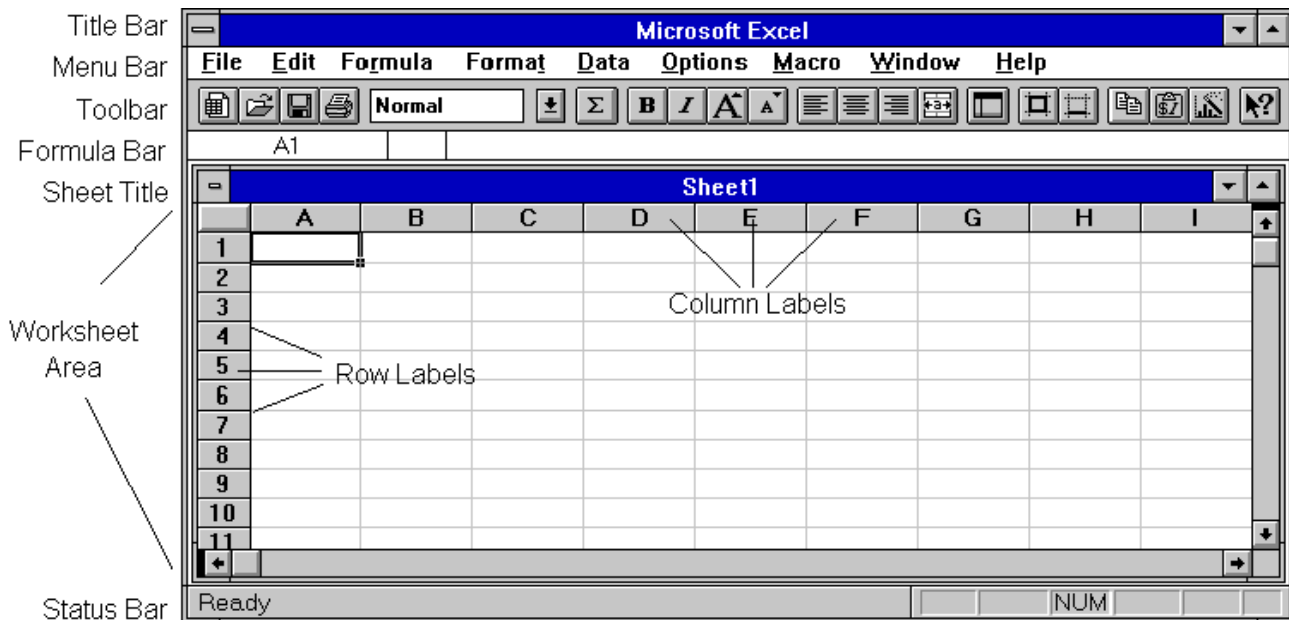 Title Bar
Microsoft Excel
Menu Bar
File Edit Formula Format Data Options Macro Window Help
Toolbar
Normal Σ B I A A a ?
Formula Bar
A1
Sheet Title
Sheet1
A B C D E F G H I
1
2
3
Column Labels
Worksheet
Area
4
5
Row Labels
6
7
8
9
10
11
Status Bar
Ready NUM